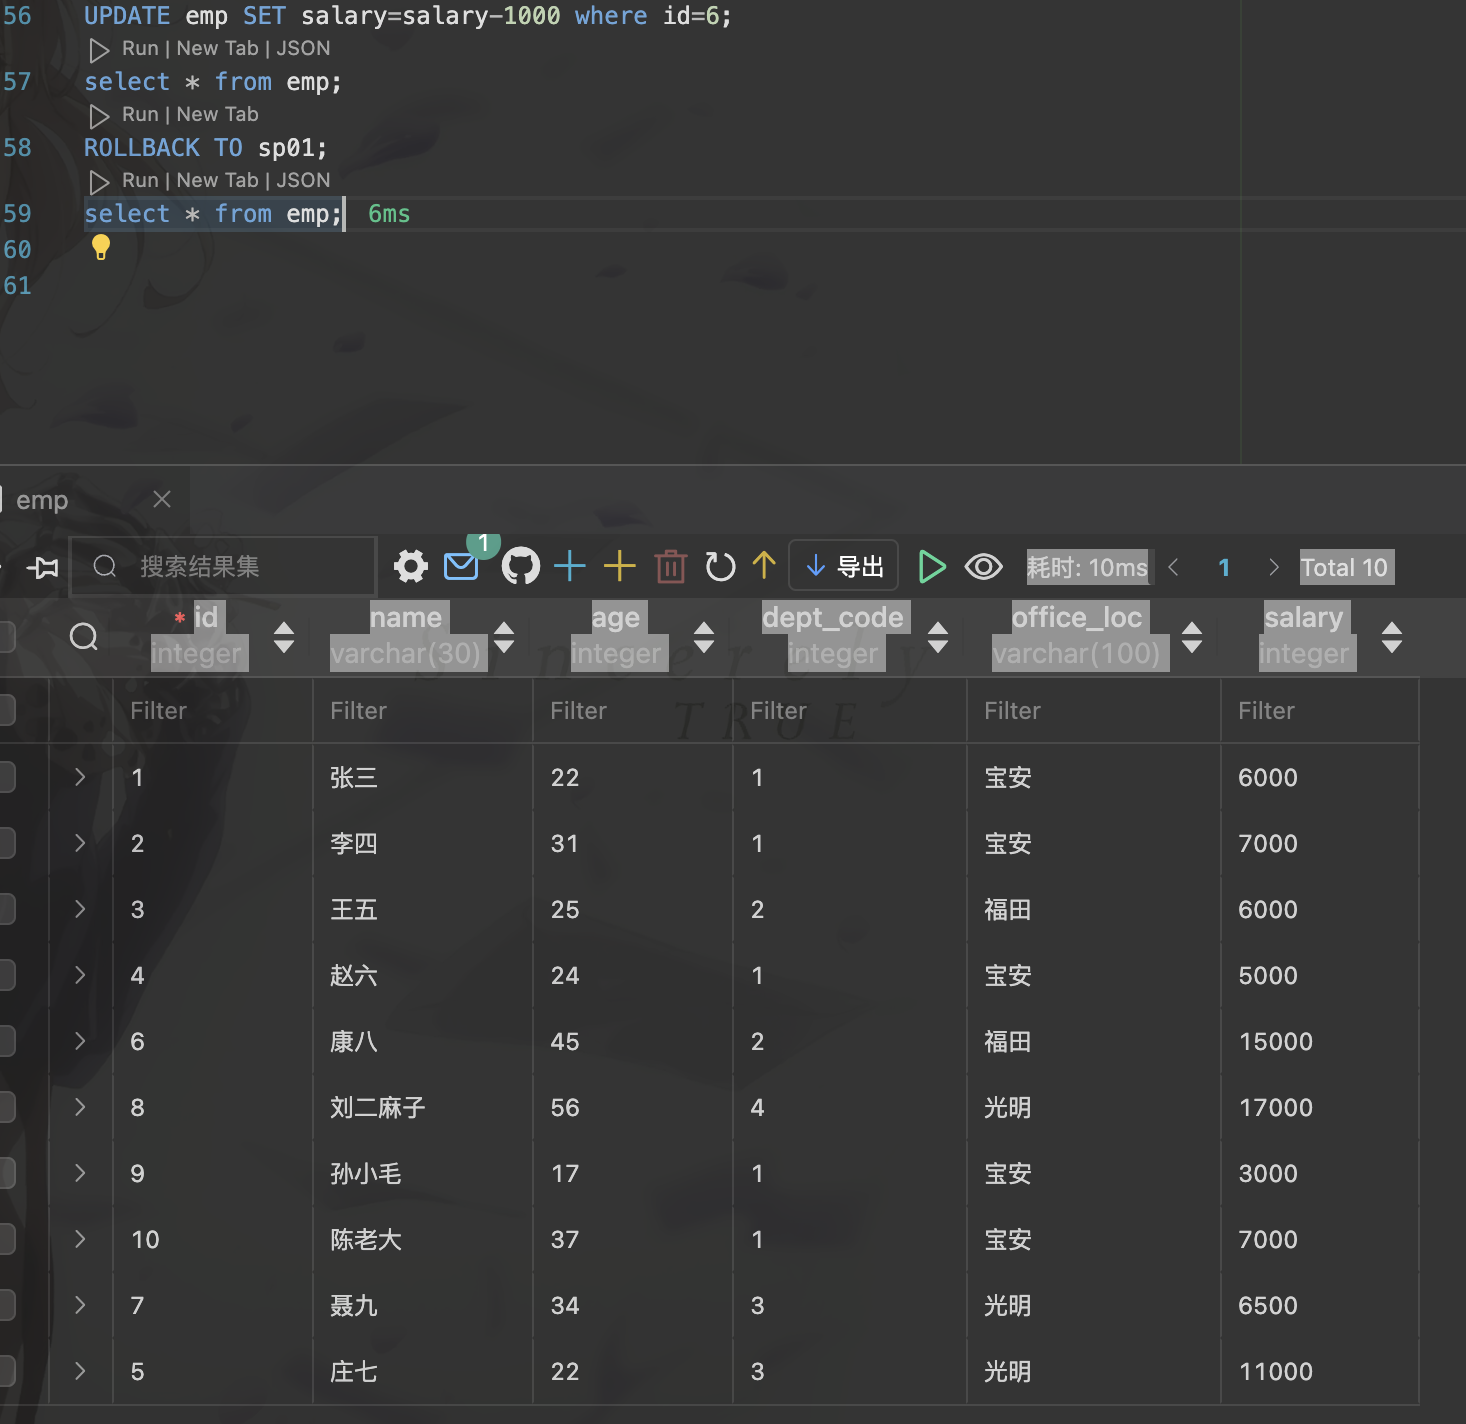 56 UPDATE emp SET salary=salary-1000 where id=6;
Run | New Tab | JSON
57 select * from emp;
Run | New Tab
58 ROLLBACK TO sp01;
Run | New Tab | JSON
59 select * from emp; 6ms
60
61
emp
搜索结果集 1 导出 耗时: 10ms 1 Total 10
* id name age dept_code office_loc salary
integer varchar(30) integer integer varchar(100) integer
Filter Filter Filter Filter Filter Filter
TRUE
1 张三 22 1 宝安 6000
2 李四 31 1 宝安 7000
3 王五 25 2 福田 6000
4 赵六 24 1 宝安 5000
6 康八 45 2 福田 15000
8 刘二麻子 56 4 光明 17000
9 孙小毛 17 1 宝安 3000
10 陈老大 37 1 宝安 7000
7 聂九 34 3 光明 6500
5 庄七 22 3 光明 11000